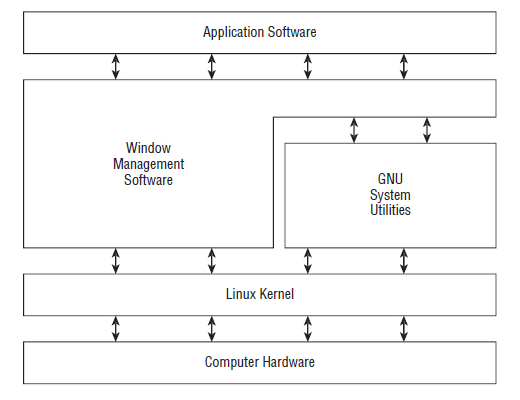 Application Software
Window
Management
Software
GNU
System
Utilities
Linux Kernel
Computer Hardware